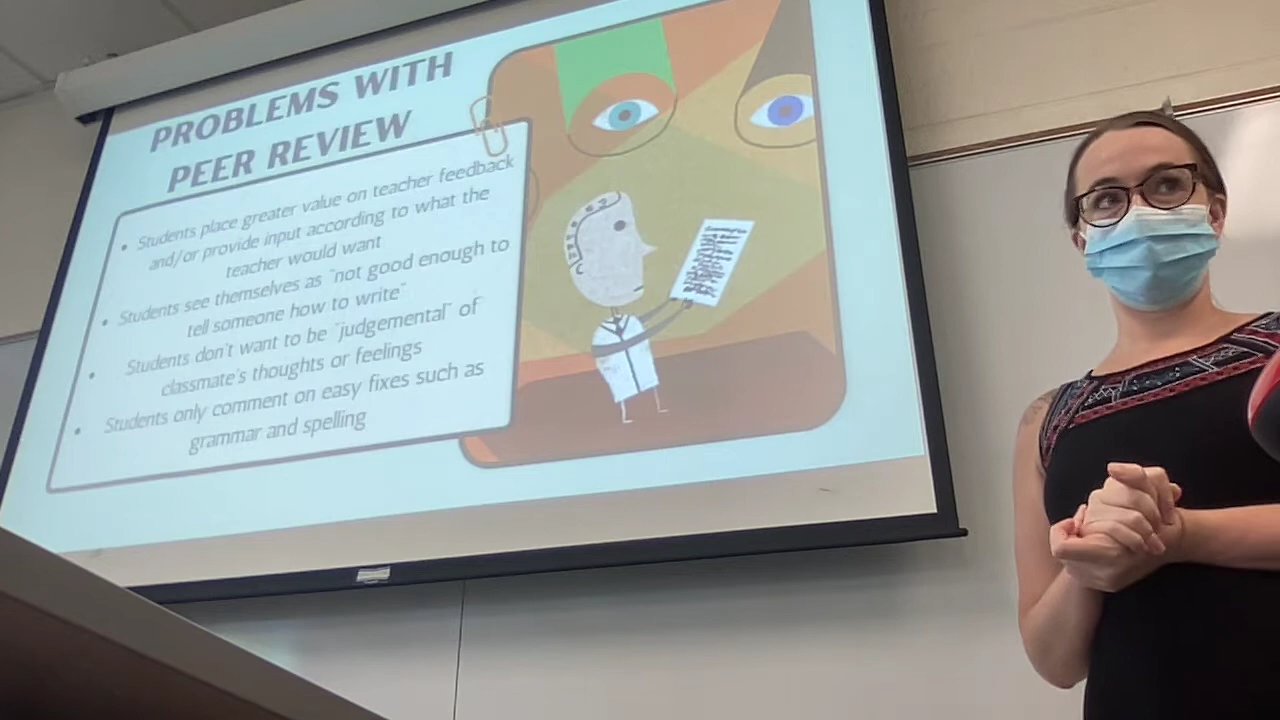 PROBLEMS WITH
PEER REVIEW
• Students place greater value on teacher feedback
and/or provide input according to what the
teacher would want
• Students see themselves as "not good enough to
tell someone how to write"
• Students don't want to be "judgemental" of
classmate's thoughts or feelings
• Students only comment on easy fixes such as
grammar and spelling